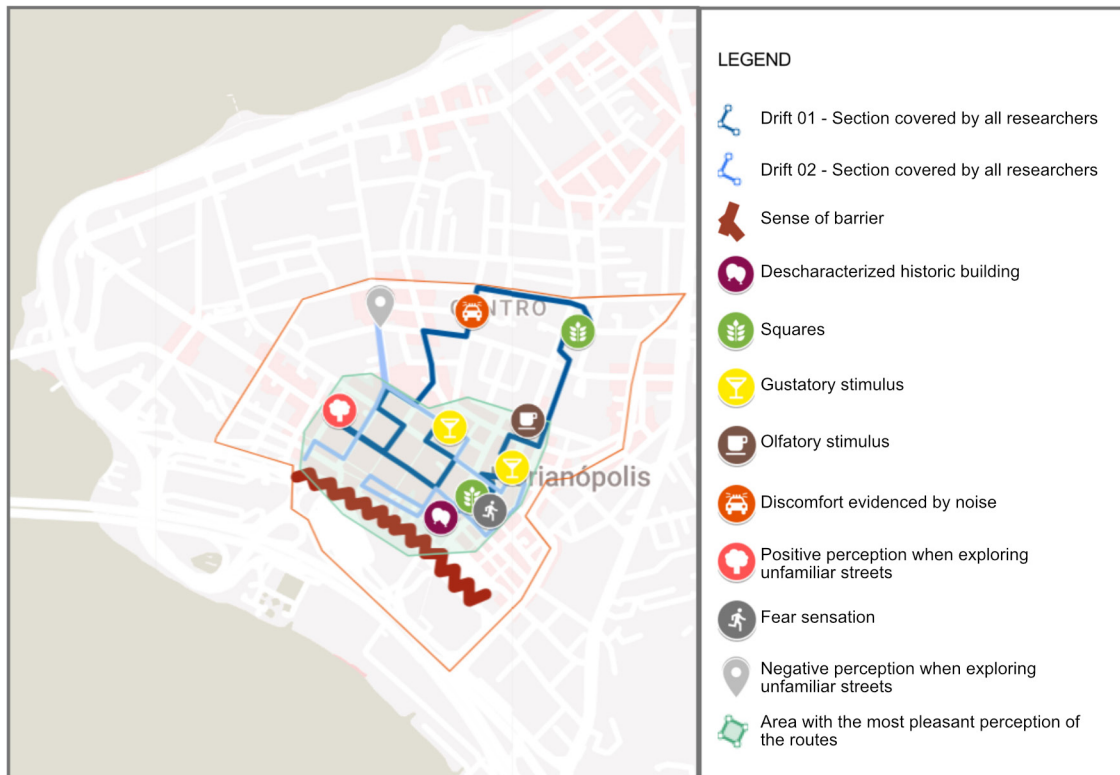 CENTRO
rianópolis
LEGEND
Drift 01 - Section covered by all researchers
Drift 02 - Section covered by all researchers
Sense of barrier
Descharacterized historic building
Squares
Gustatory stimulus
Olfatory stimulus
Discomfort evidenced by noise
Positive perception when exploring
unfamiliar streets
Fear sensation
Negative perception when exploring
unfamiliar streets
Area with the most pleasant perception of
the routes